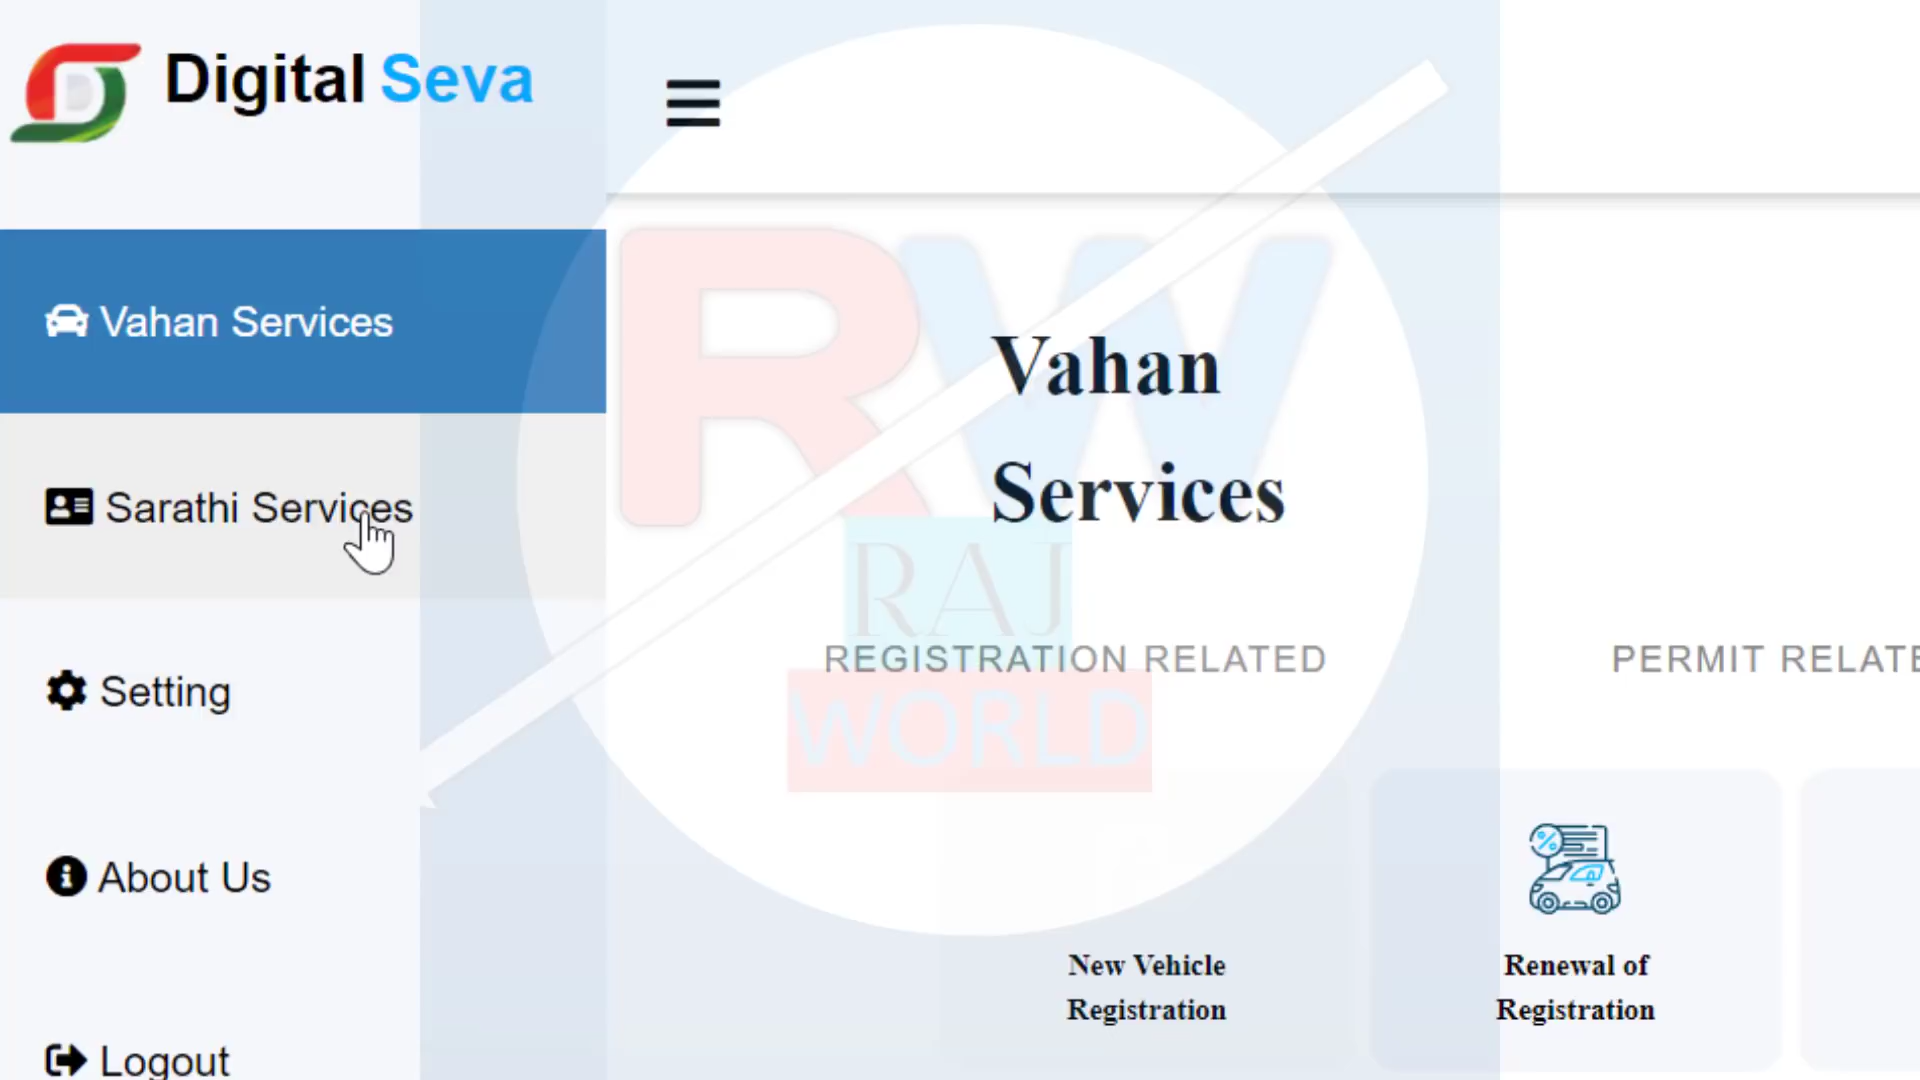 Digital Seva
Vahan Services
Sarathi Services
Setting
About Us
Logout
RW
Vahan
Services
RAJ
WORLD
REGISTRATION RELATED
PERMIT RELATE
New Vehicle
Registration
Renewal of
Registration